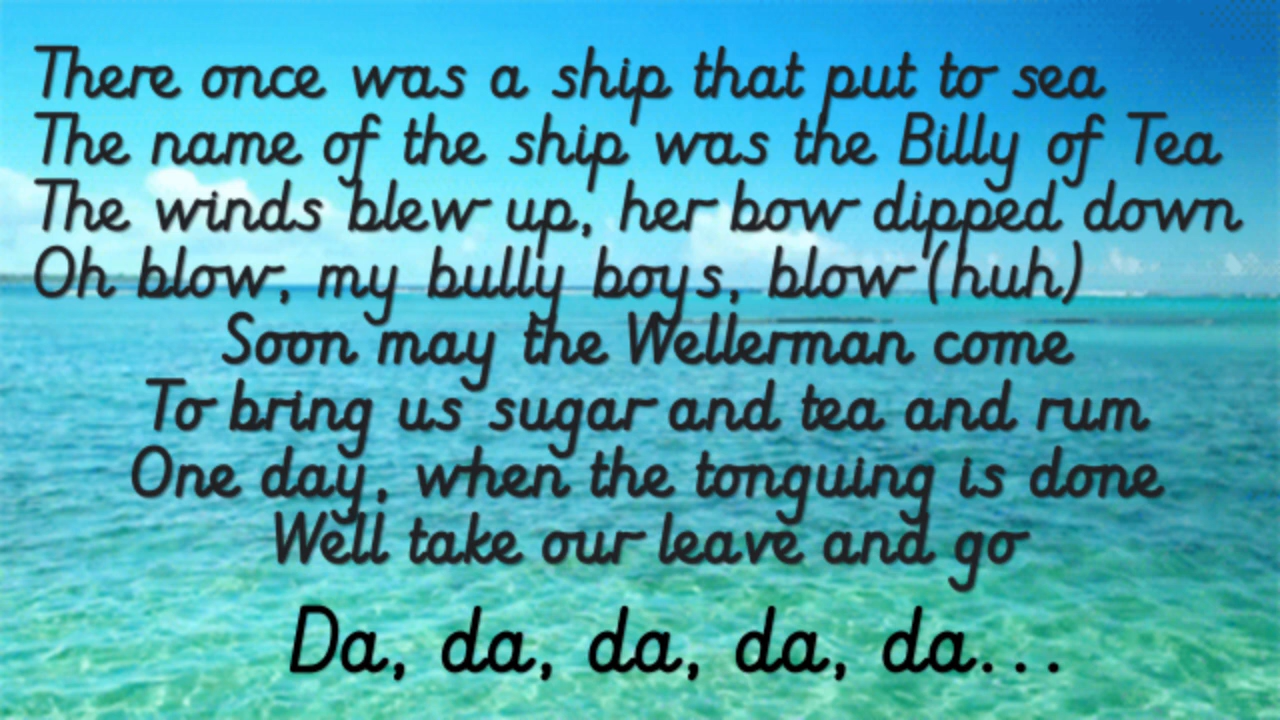 There once was a ship that put to sea
The name of the ship was the Billy of Tea
The winds blew up, her bow dipped down
Oh blow, my bully boys, blow (huh)
Soon may the Wellerman come
To bring us sugar and tea and rum
One day, when the tonguing is done
We'll take our leave and go
Da, da, da, da, da...